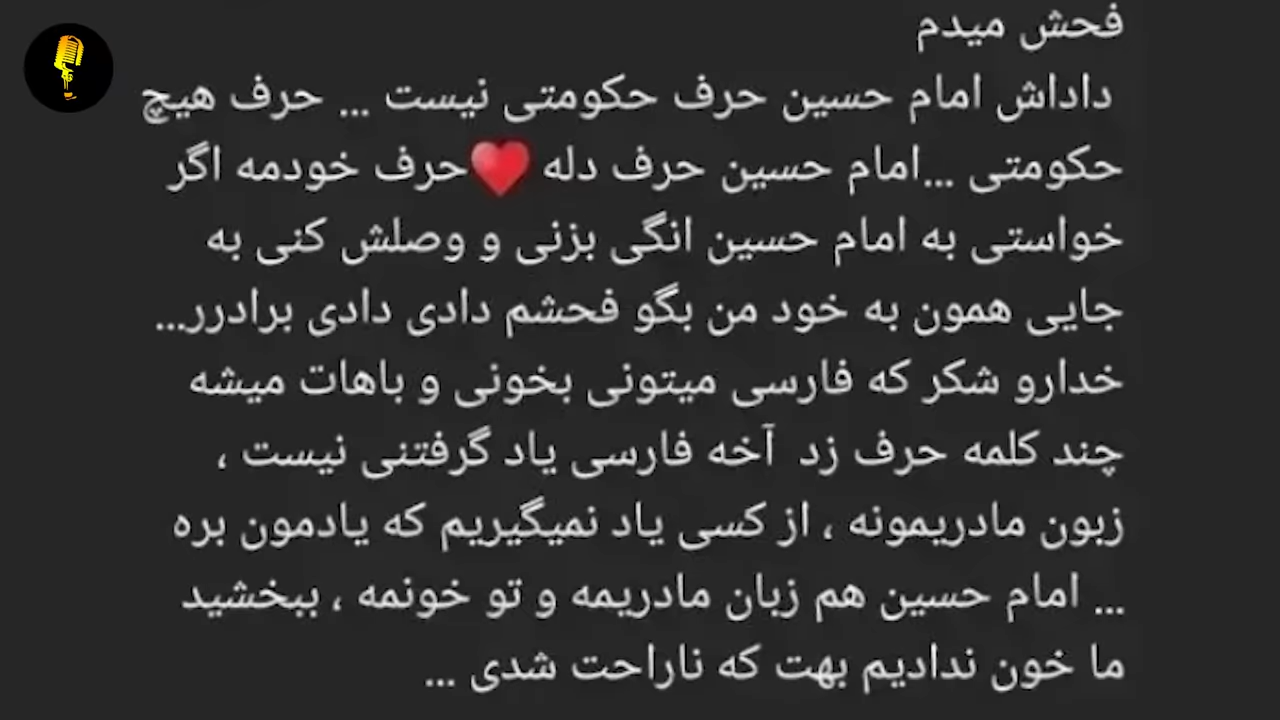 فحش میدم
داداش امام حسین حرف حکومتی نیست ... حرف هیچ
حکومتی ...امام حسین حرف دله ♥️حرف خودمه اگر
خواستی به امام حسین انگی بزنی و وصلش کنی به
جایی همون به خود من بگو فحشم دادی دادی برادرر...
خدارو شکر که فارسی میتونی بخونی و باهات میشه
چند کلمه حرف زد آخه فارسی یاد گرفتنی نیست ،
زبون مادریمونه ، از کسی یاد نمیگیریم که یادمون بره
... امام حسین هم زبان مادریمه و تو خونمه ، ببخشید
ما خون ندادیم بهت که ناراحت شدی ...